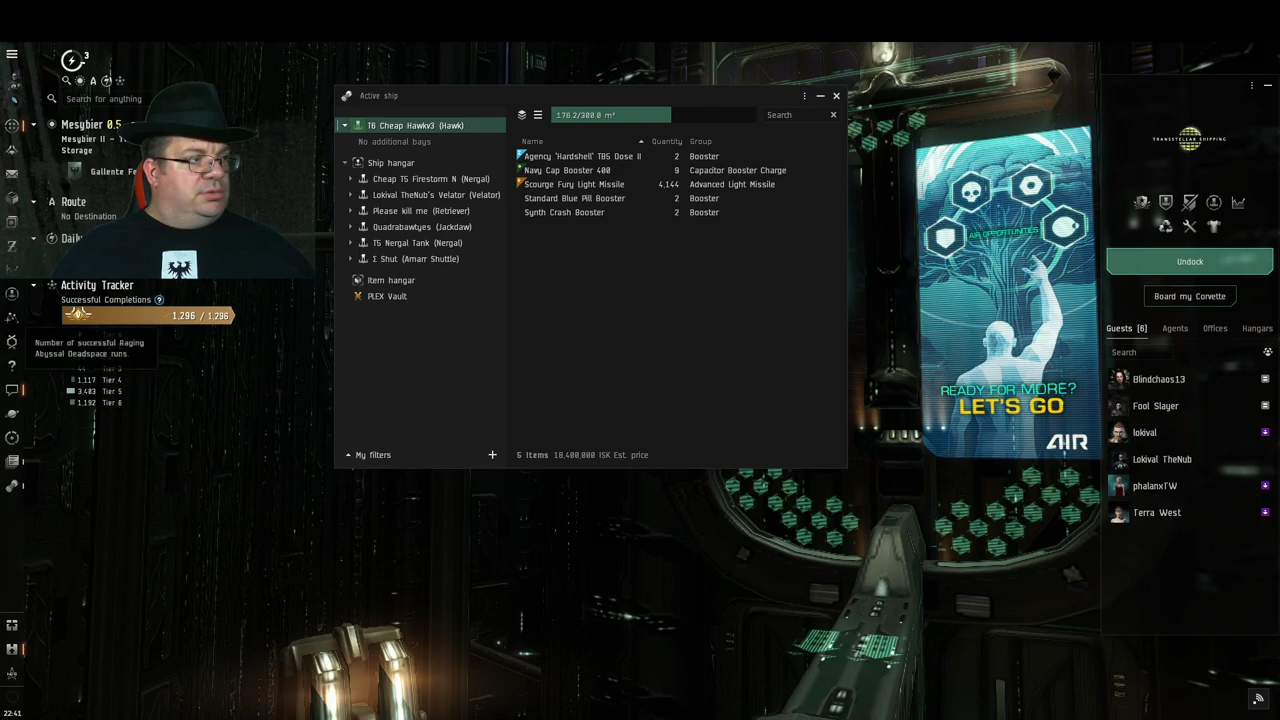 3
A
Search for anything
Mesybier 0.5
Mesybier II - 
Storage
Gallente Fe
A Route
No Destination
Daily
Activity Tracker
Successful Completions ?
1,296 / 1,296
Number of successful Raging
Abyssal Deadspace runs.
1,117 Tier 4
3,483 Tier 5
1,192 Tier 6
22:41
Active ship
T6 Cheap Hawkv3 (Hawk)
No additional bays
Ship hangar
Cheap T5 Firestorm N (Nergal)
Lokival TheNub's Velator (Velator)
Please kill me (Retriever)
Quadrabawtyes (Jackdaw)
T5 Nergal Tank (Nergal)
Σ Shut (Amarr Shuttle)
Item hangar
PLEX Vault
My filters
176.2/300.0 m³
Search
Name Quantity Group
Agency 'Hardshell' TB5 Dose II 2 Booster
Navy Cap Booster 400 9 Capacitor Booster Charge
Scourge Fury Light Missile 4,144 Advanced Light Missile
Standard Blue Pill Booster 2 Booster
Synth Crash Booster 2 Booster
5 Items 18,400,000 ISK Est. price
AIR OPPORTUNITIES
READY FOR MORE?
LET'S GO
AIR
TRANSSTELLAR SHIPPING
Undock
Board my Corvette
Guests [6] Agents Offices Hangars
Search
Blindchaos13
Fool Slayer
lokival
Lokival TheNub
phalanxTW
Terra West